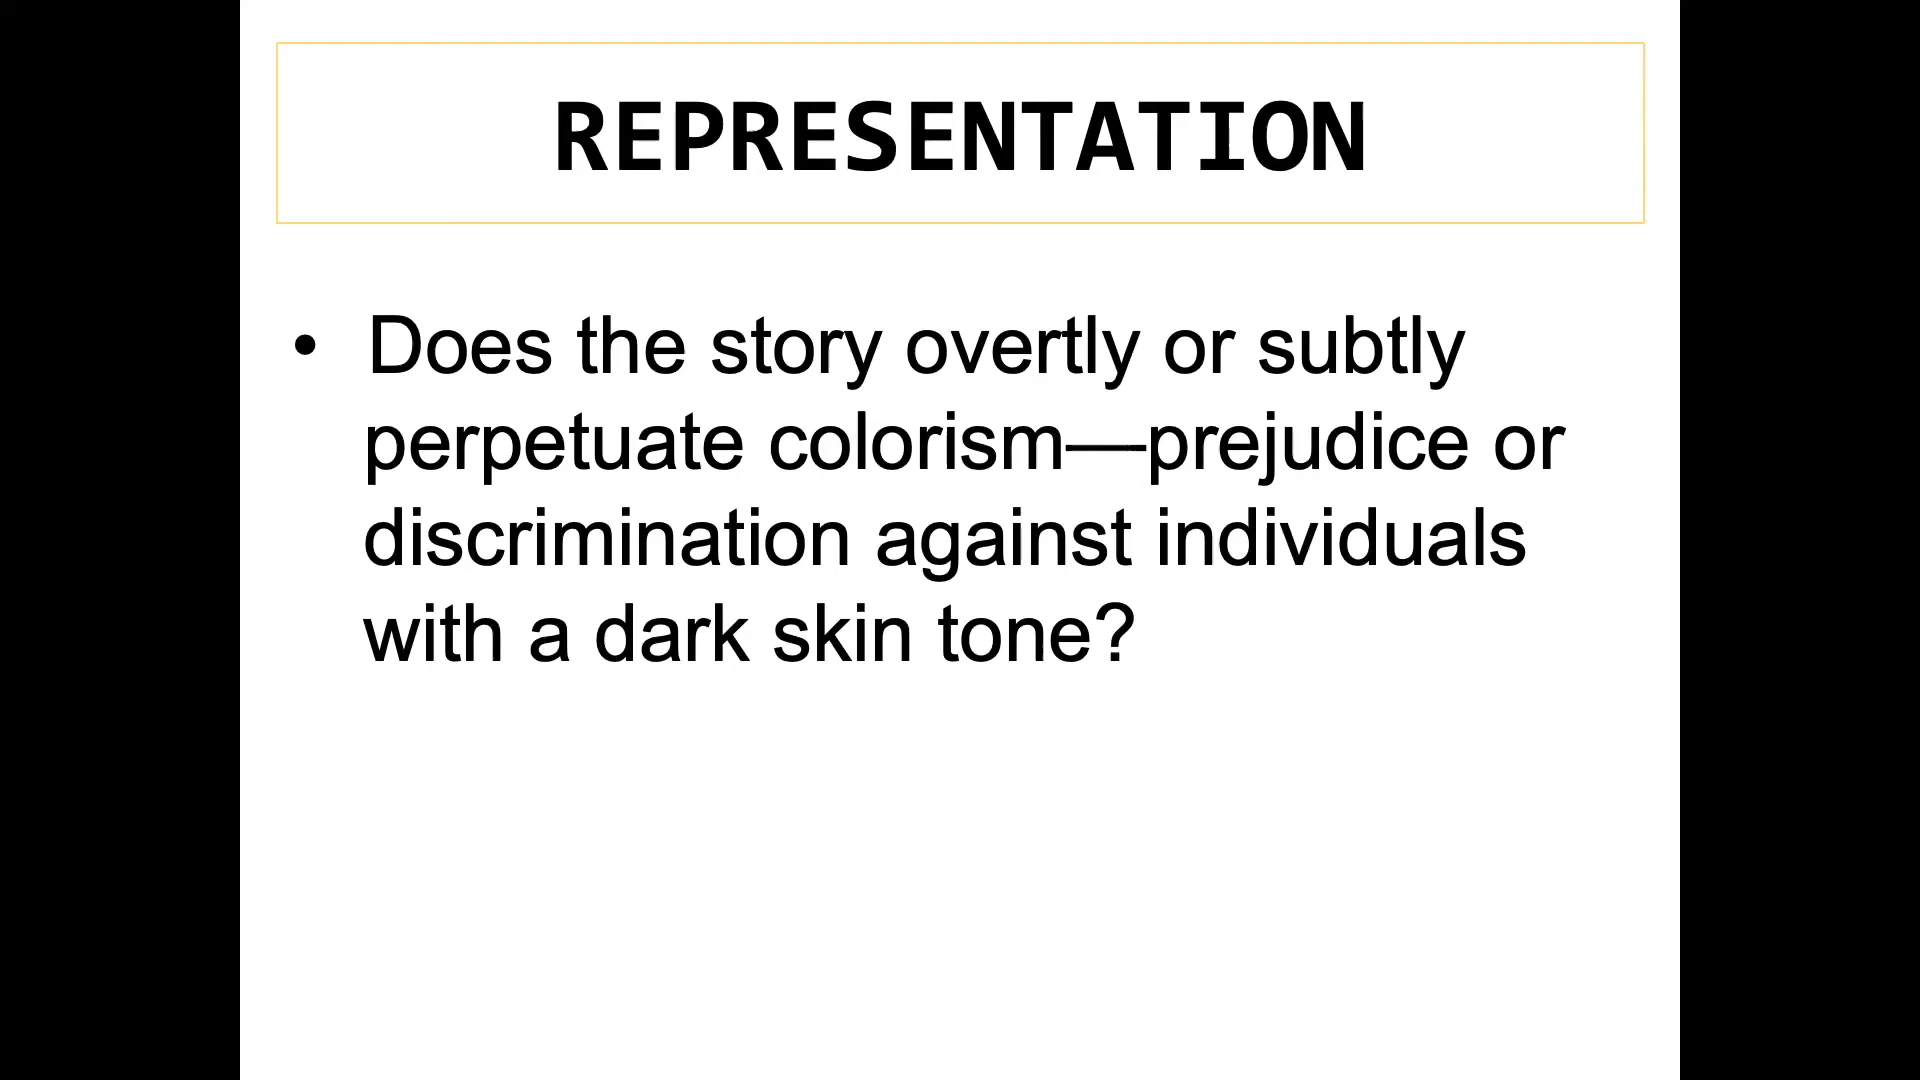 REPRESENTATION
• Does the story overtly or subtly
perpetuate colorism—prejudice or
discrimination against individuals
with a dark skin tone?